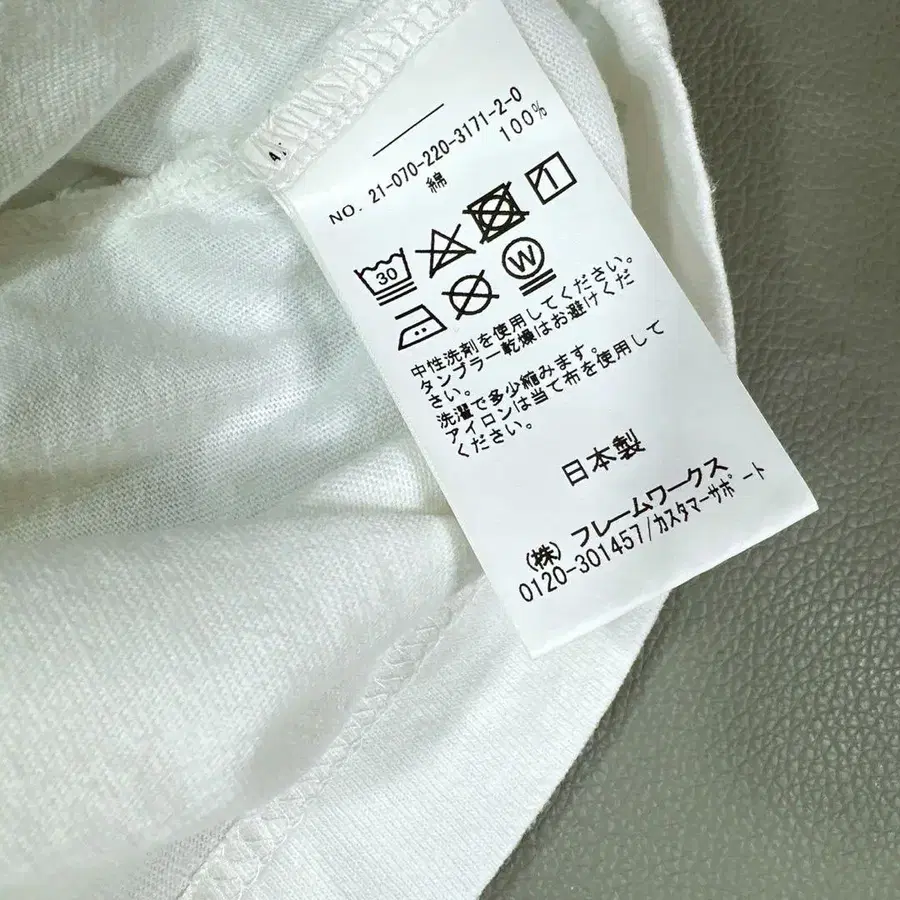 NO. 21-070-220-3171-2-0
綿 100%
30
W
中性洗剤を使用してください。
タンブラー乾燥はお避けくだ
さい。
洗濯で多少縮みます。
アイロンは当て布を使用して
ください。
日本製
(株) フレームワークス
0120-301457/カスタマーサポート